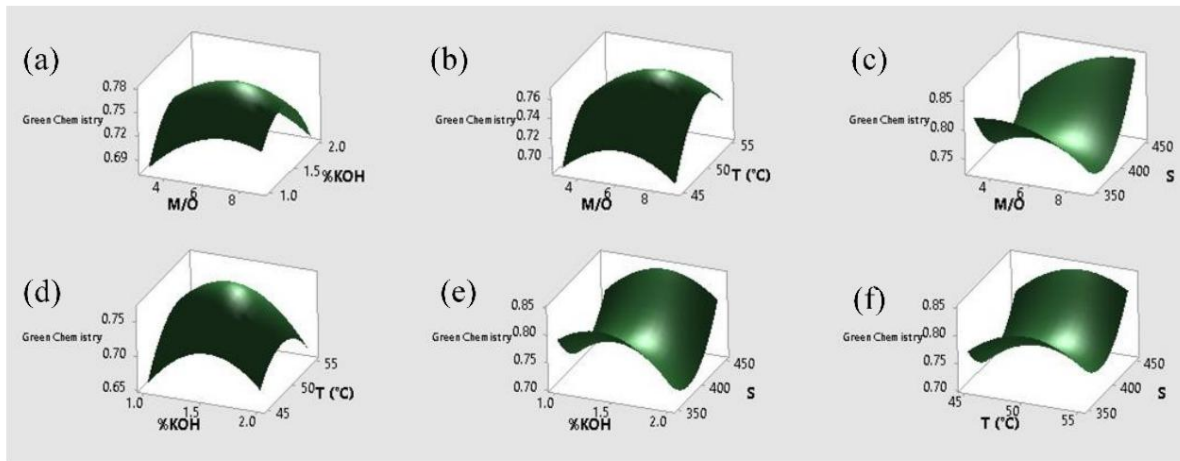 (a)
0.78
0.75
Green Chemistry
0.72
0.69
2.0
1.5
%KOH
4
6
8
1.0
M/O
(b)
0.76
0.74
Green Chemistry
0.72
0.70
55
50
T (°C)
4
6
8
45
M/O
(c)
0.85
Green Chemistry
0.80
0.75
450
400
S
4
6
8
350
M/O
(d)
0.75
Green Chemistry
0.70
0.65
55
50
T (°C)
1.0
1.5
2.0
45
%KOH
(e)
0.85
Green Chemistry
0.80
0.75
0.70
450
400
S
1.0
1.5
2.0
350
%KOH
(f)
0.85
Green Chemistry
0.80
0.75
0.70
450
400
S
45
50
55
350
T (°C)